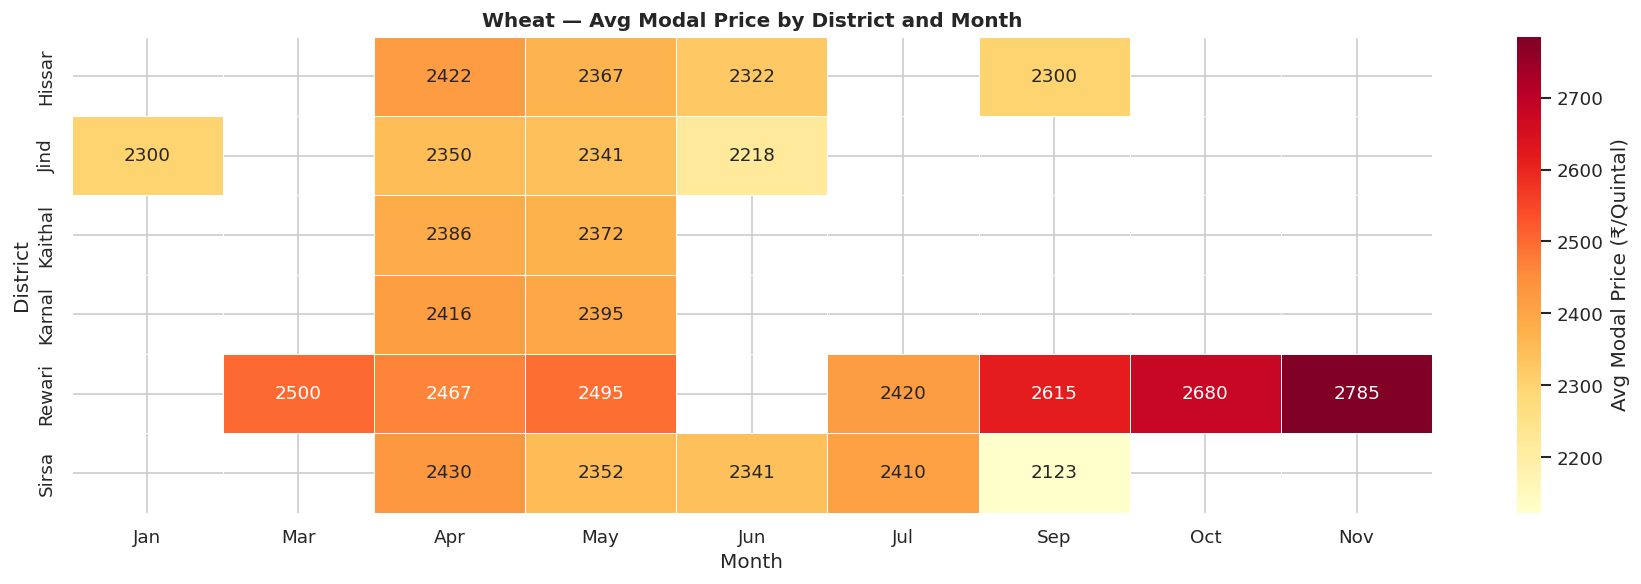 Wheat — Avg Modal Price by District and Month
District
Hissar 2422 2367 2322 2300
Jind 2300 2350 2341 2218
Kaithal 2386 2372
Karnal 2416 2395
Rewari 2500 2467 2495 2420 2615 2680 2785
Sirsa 2430 2352 2341 2410 2123
Jan Mar Apr May Jun Jul Sep Oct Nov
Month
2700
2600
2500
2400
2300
2200
Avg Modal Price (₹/Quintal)